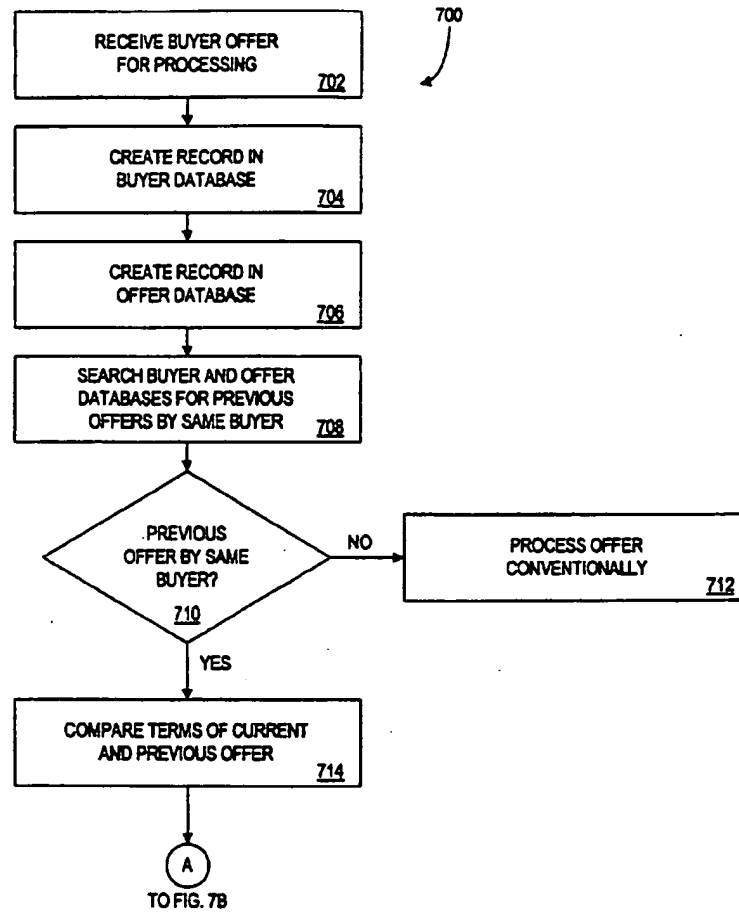 700
RECEIVE BUYER OFFER
FOR PROCESSING
702
CREATE RECORD IN
BUYER DATABASE
704
CREATE RECORD IN
OFFER DATABASE
706
SEARCH BUYER AND OFFER
DATABASES FOR PREVIOUS
OFFERS BY SAME BUYER
708
PREVIOUS
OFFER BY SAME
BUYER?
710
NO
PROCESS OFFER
CONVENTIONALLY
712
YES
COMPARE TERMS OF CURRENT
AND PREVIOUS OFFER
714
A
TO FIG. 7B